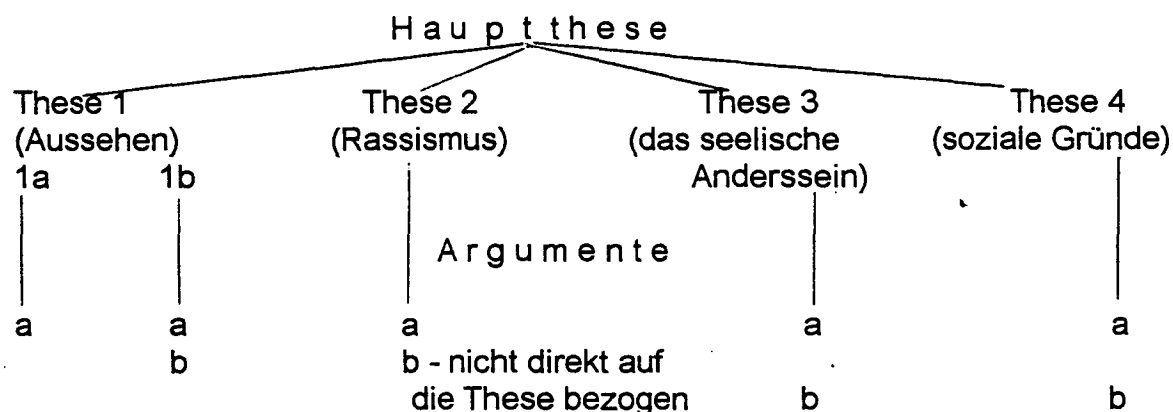 Hauptthese
These 1 These 2 These 3 These 4
(Aussehen) (Rassismus) (das seelische (soziale Gründe)
1a 1b Anderssein)
Argumente
a a a a a
b b - nicht direkt auf
die These bezogen b b